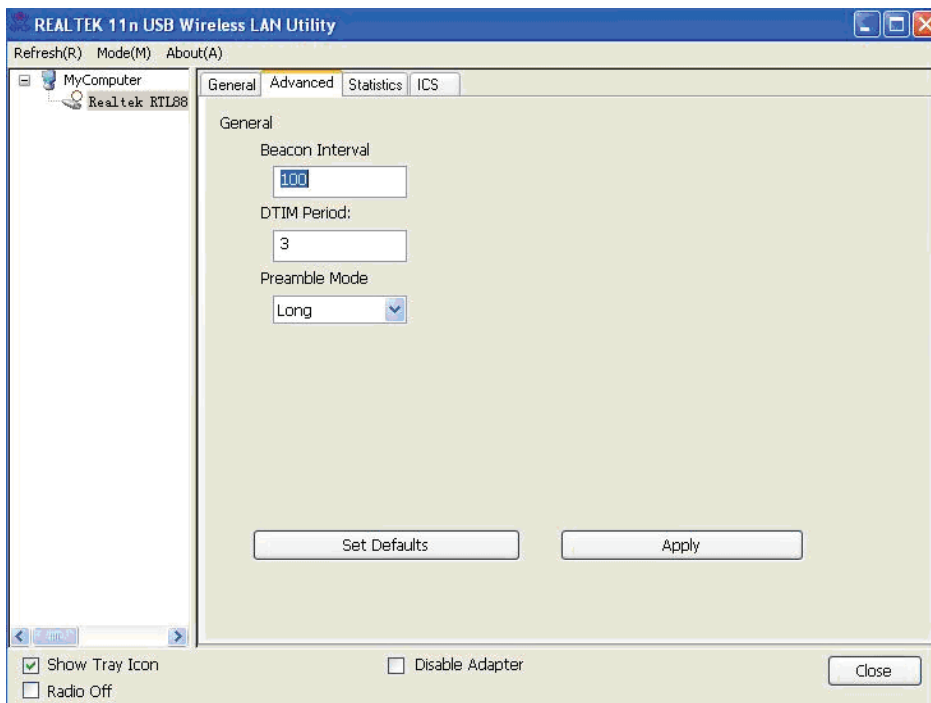 REALTEK 11n USB Wireless LAN Utility
Refresh(R) Mode(M) About(A)
MyComputer
Realtek RTL88
General Advanced Statistics ICS
General
Beacon Interval
100
DTIM Period:
3
Preamble Mode
Long
Set Defaults Apply
Show Tray Icon Disable Adapter
Radio Off
Close